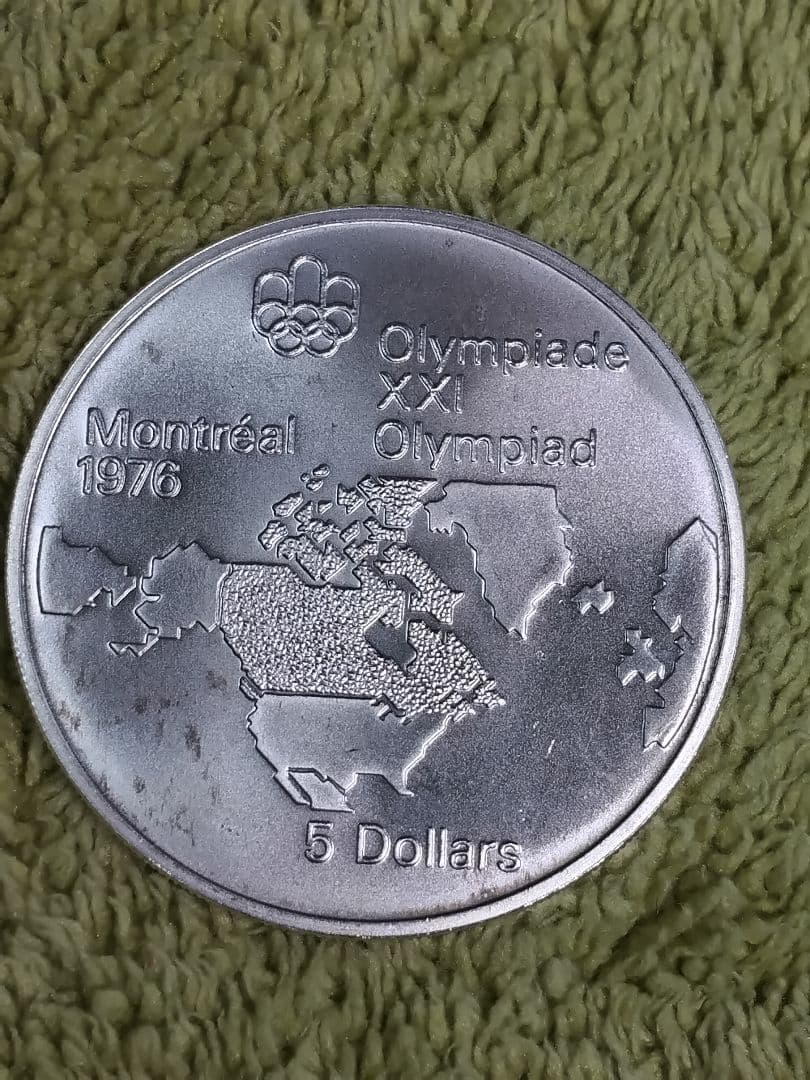 Olympiade
XXI
Olympiad
Montréal
1976
5 Dollars